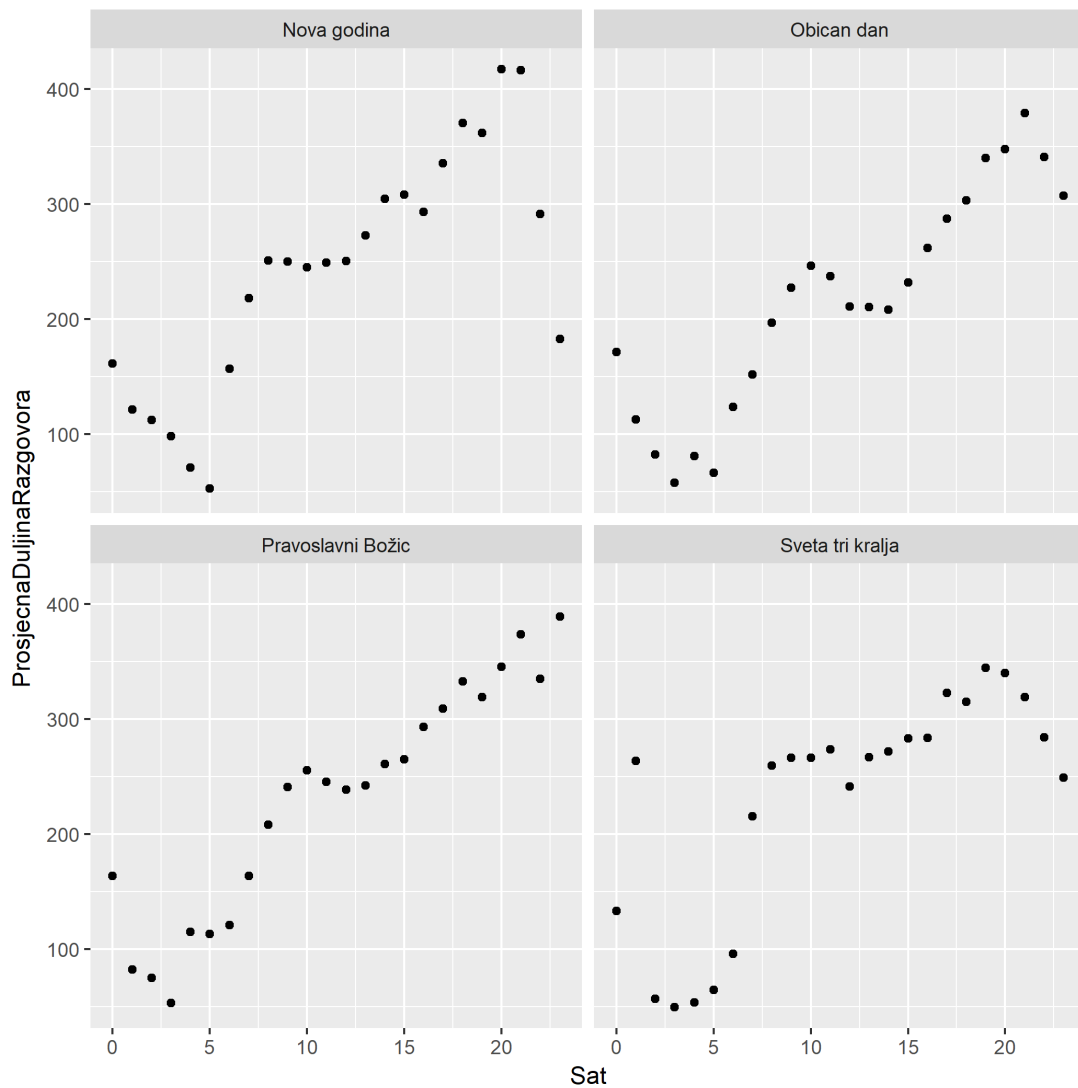 Nova godina
Obican dan
400
300
200
100
Pravoslavni Božic
Sveta tri kralja
400
300
200
100
0 5 10 15 20
0 5 10 15 20
Sat
ProsjecnaDuljinaRazgovora